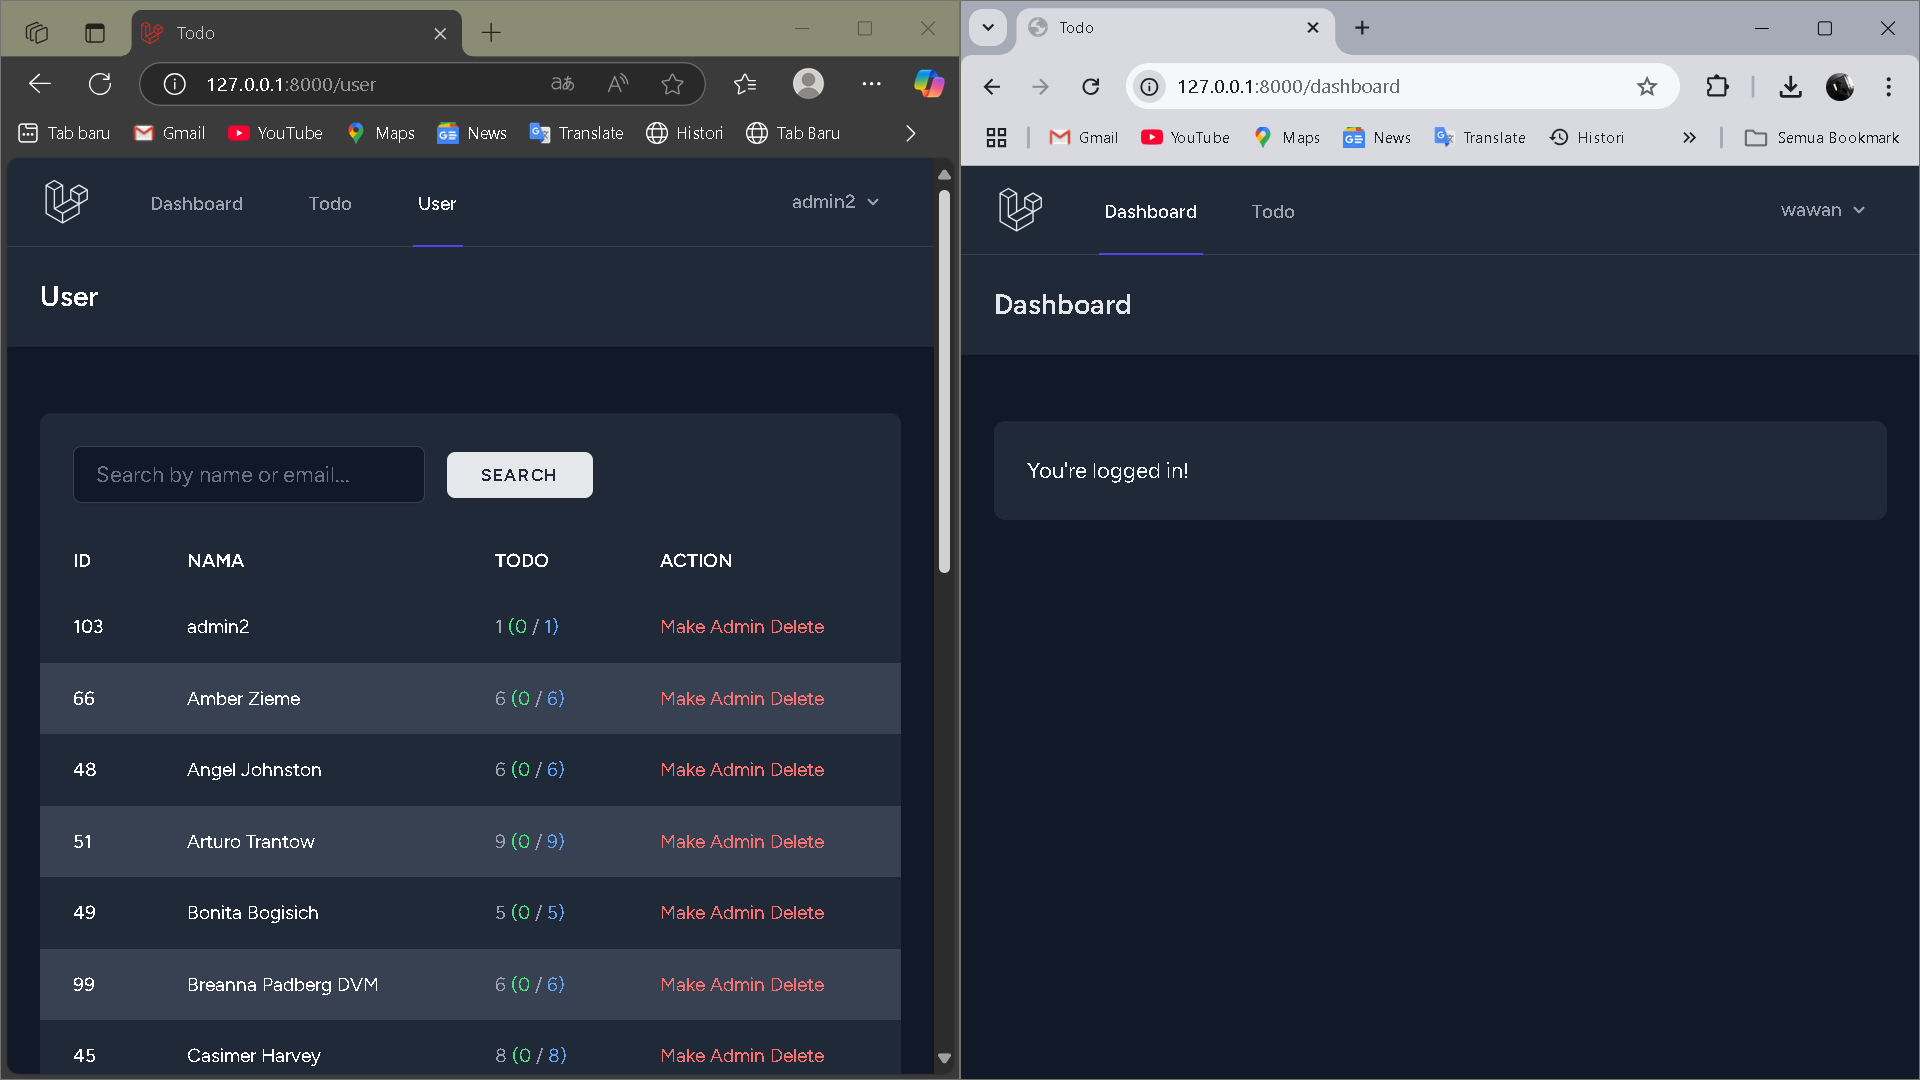 Todo
127.0.0.1:8000/user
あぁ
Tab baru Gmail YouTube Maps News Translate Histori Tab Baru
Dashboard Todo User admin2
User
Search by name or email... SEARCH
ID NAMA TODO ACTION
103 admin2 1 (0 / 1) Make Admin Delete
66 Amber Zieme 6 (0 / 6) Make Admin Delete
48 Angel Johnston 6 (0 / 6) Make Admin Delete
51 Arturo Trantow 9 (0 / 9) Make Admin Delete
49 Bonita Bogisich 5 (0 / 5) Make Admin Delete
99 Breanna Padberg DVM 6 (0 / 6) Make Admin Delete
45 Casimer Harvey 8 (0 / 8) Make Admin Delete
Todo
127.0.0.1:8000/dashboard
Gmail YouTube Maps News Translate Histori Semua Bookmark
Dashboard Todo wawan
Dashboard
You're logged in!